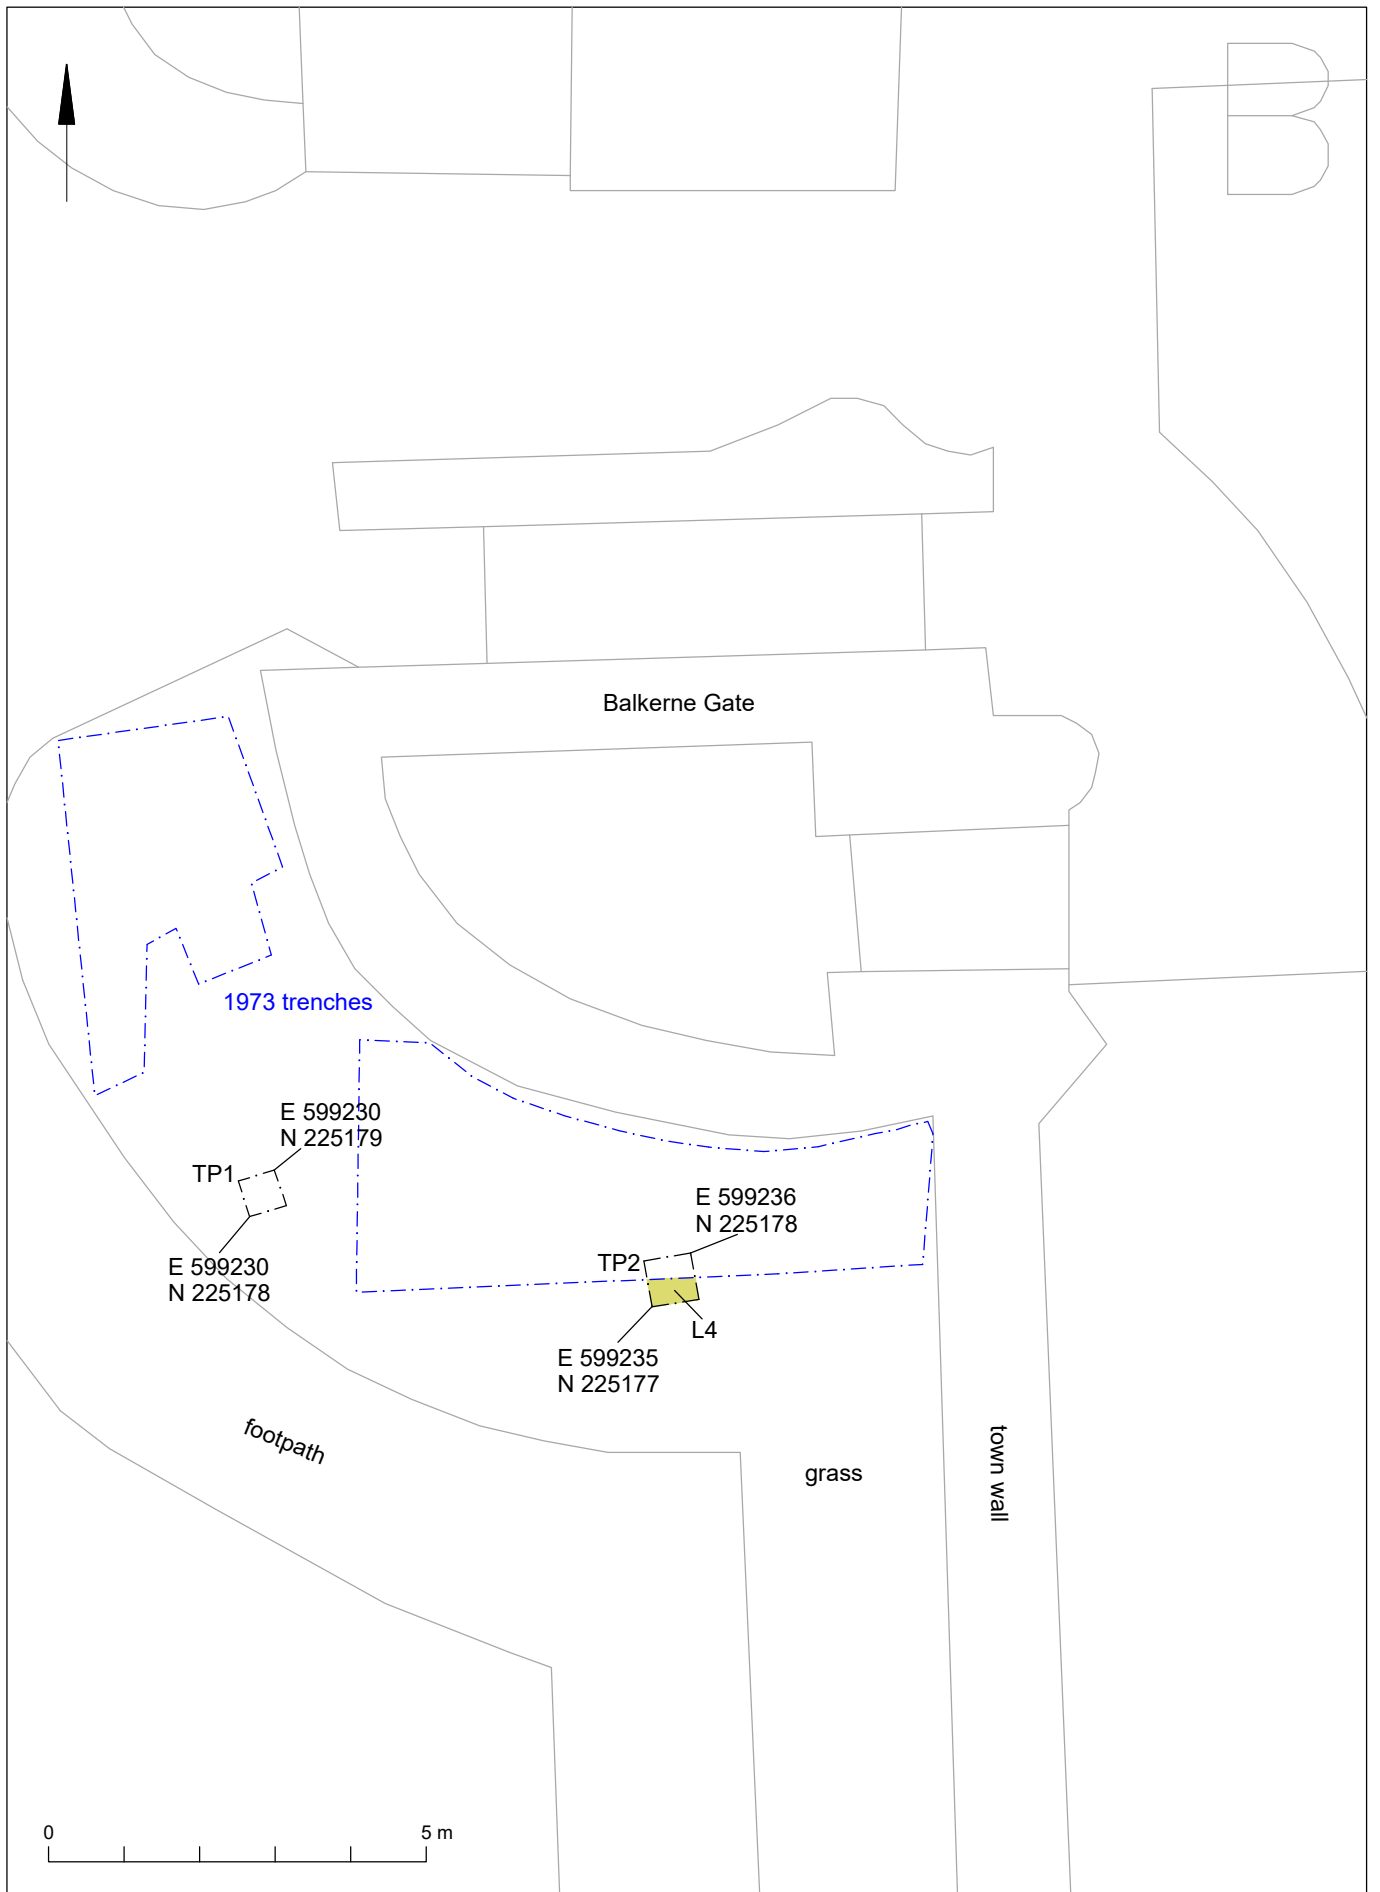 Balkerne Gate
1973 trenches
E 599230
N 225179
TP1
E 599230
N 225178
E 599236
N 225178
TP2
L4
E 599235
N 225177
footpath
grass
town wall
0
5 m